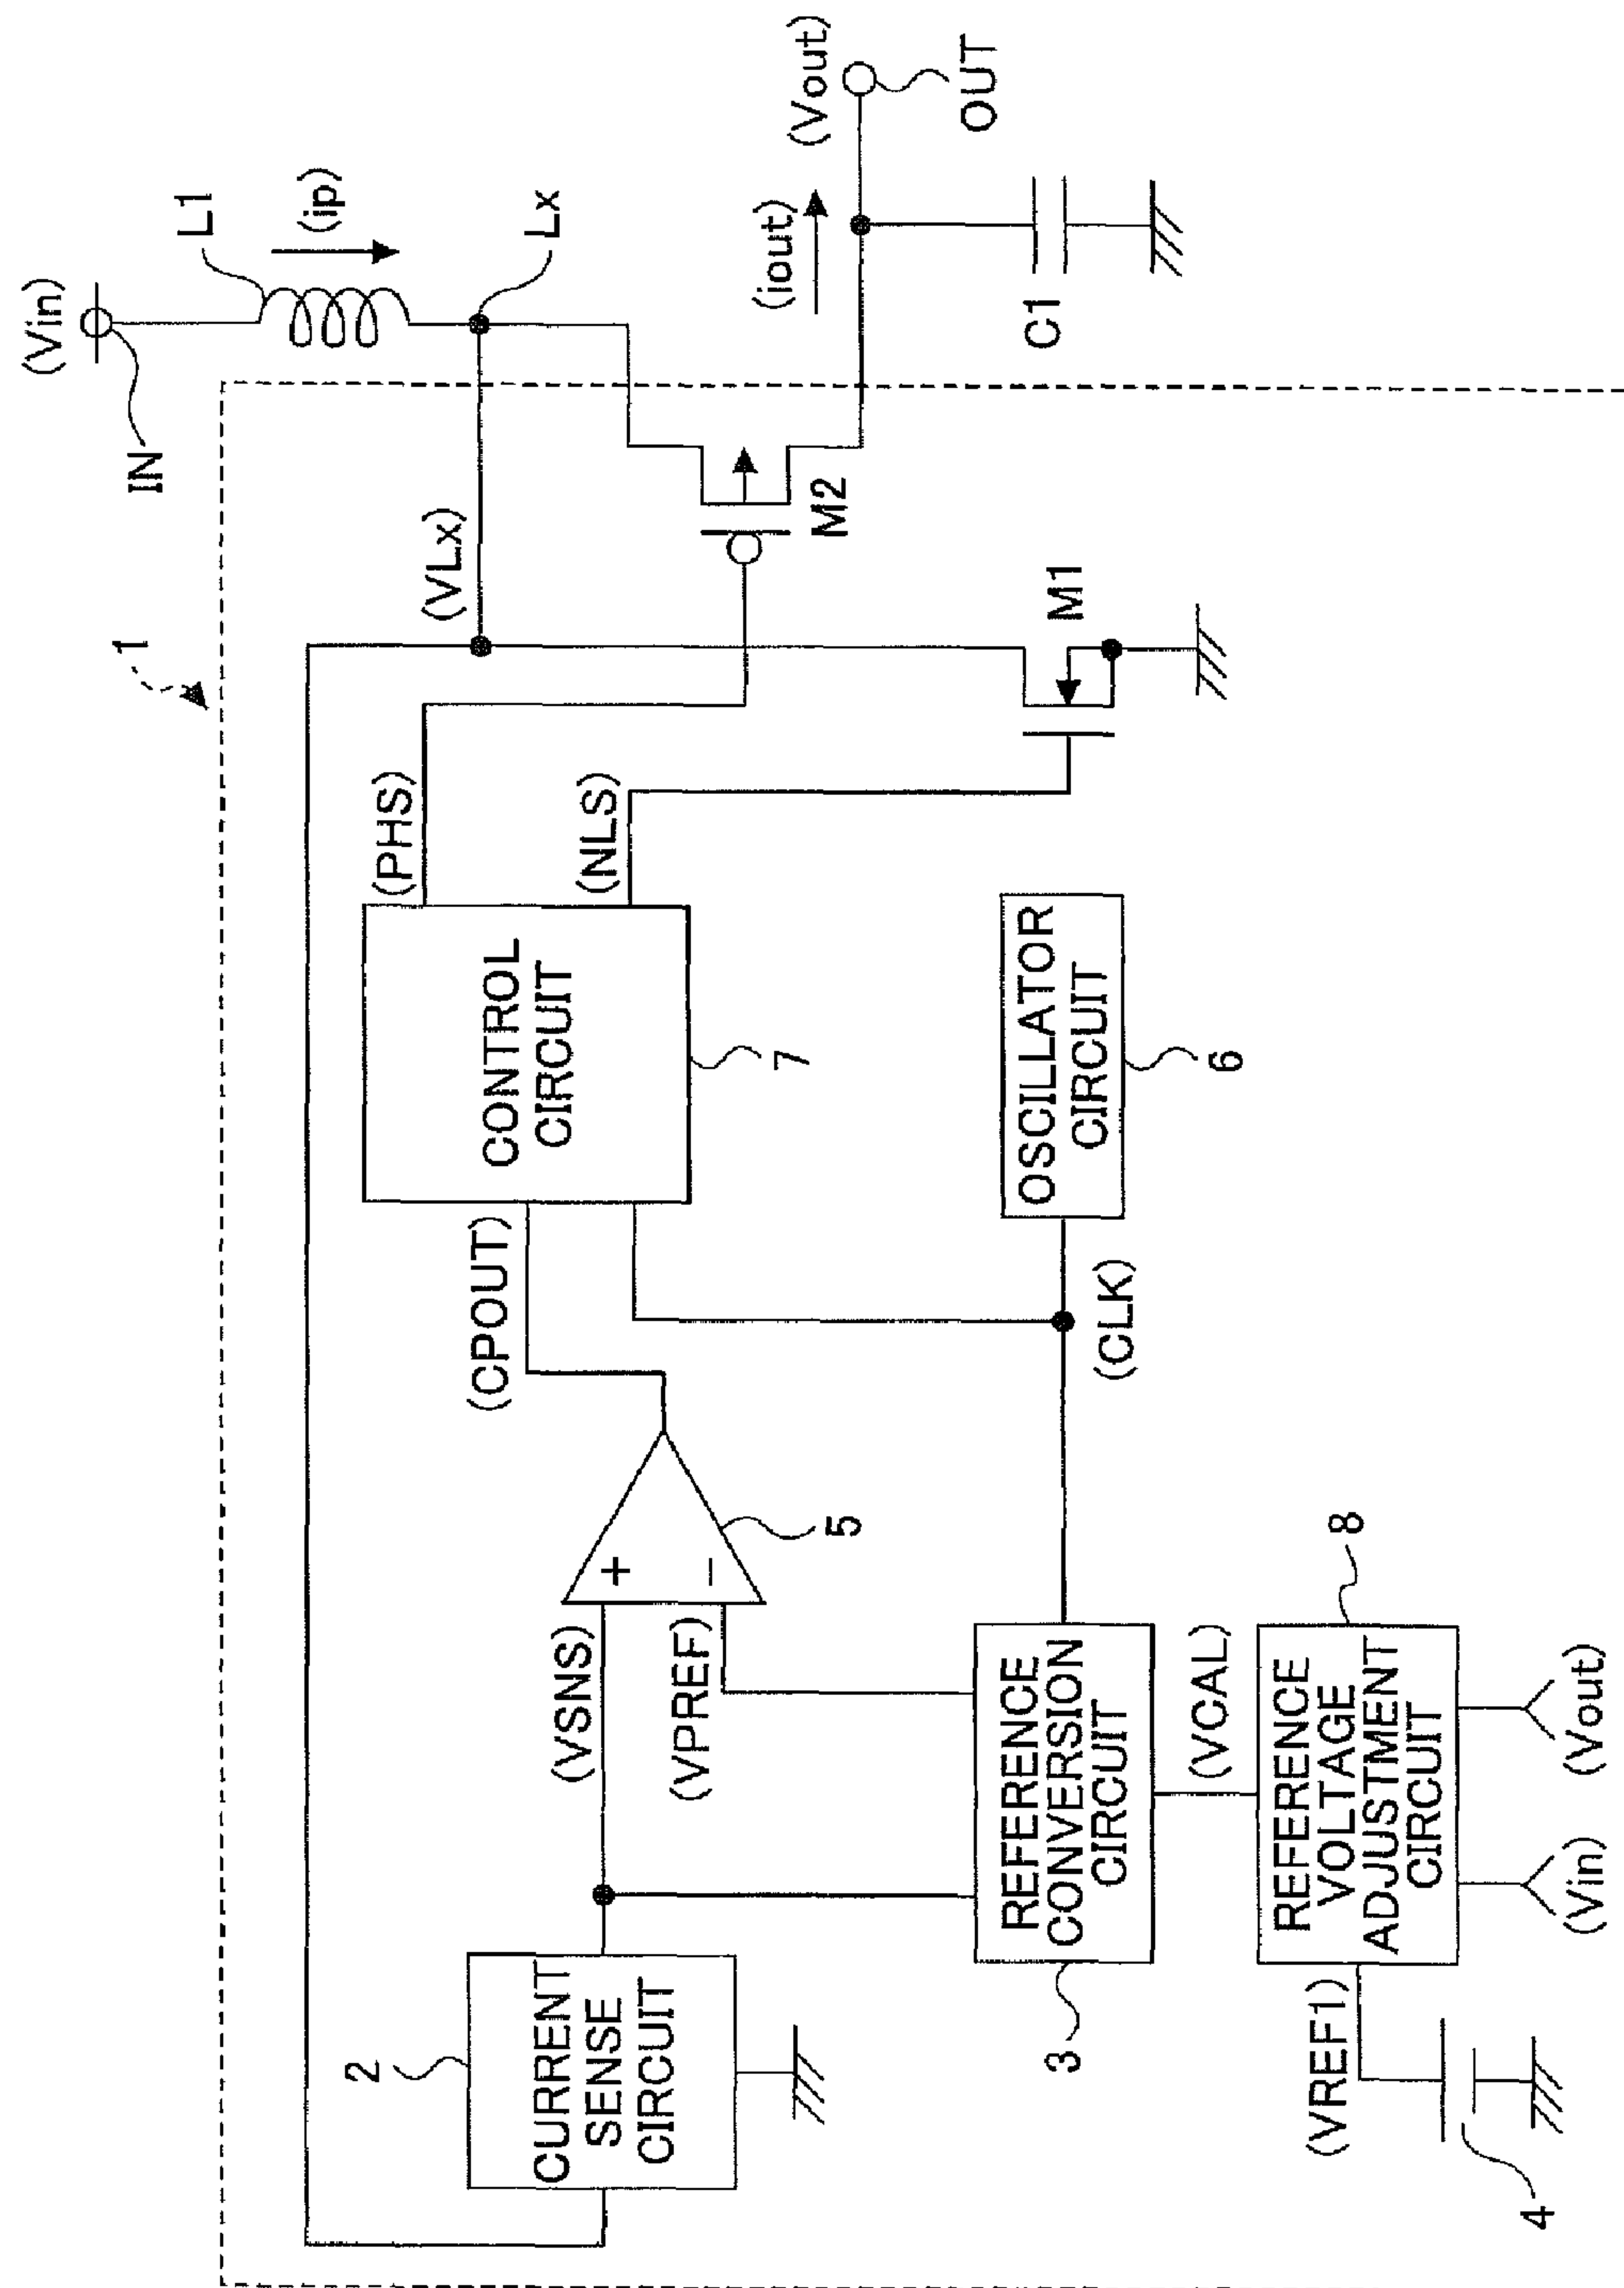 (Vin)
IN
L1
(ip)
Lx
1
(VLx)
(iout)
(Vout)
OUT
C1
M2
M1
(PHS)
(NLS)
CONTROL
CIRCUIT
7
(CPOUT)
OSCILLATOR
CIRCUIT
6
(CLK)
+
−
5
(VSNS)
(VPREF)
2
CURRENT
SENSE
CIRCUIT
REFERENCE
CONVERSION
CIRCUIT
3
(VCAL)
8
REFERENCE
VOLTAGE
ADJUSTMENT
CIRCUIT
(VREF1)
4
(Vin)
(Vout)